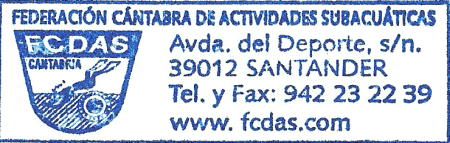 FEDERACIÓN CÁNTABRA DE ACTIVIDADES SUBACUÁTICAS
FCDAS
CANTABRIA
Avda. del Deporte, s/n.
39012 SANTANDER
Tel. y Fax: 942 23 22 39
www. fcdas.com